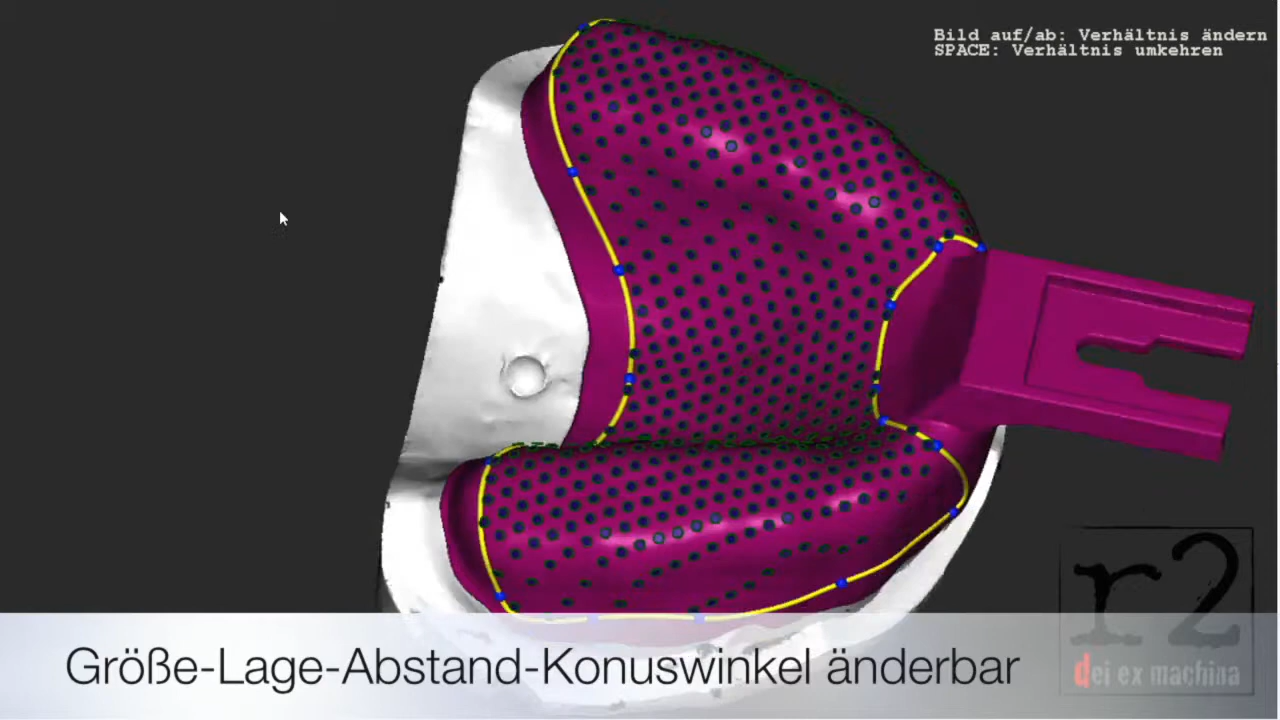 Bild auf/ab: Verhältnis ändern
SPACE: Verhältnis umkehren
r2
dei ex machina
Größe-Lage-Abstand-Konuswinkel änderbar